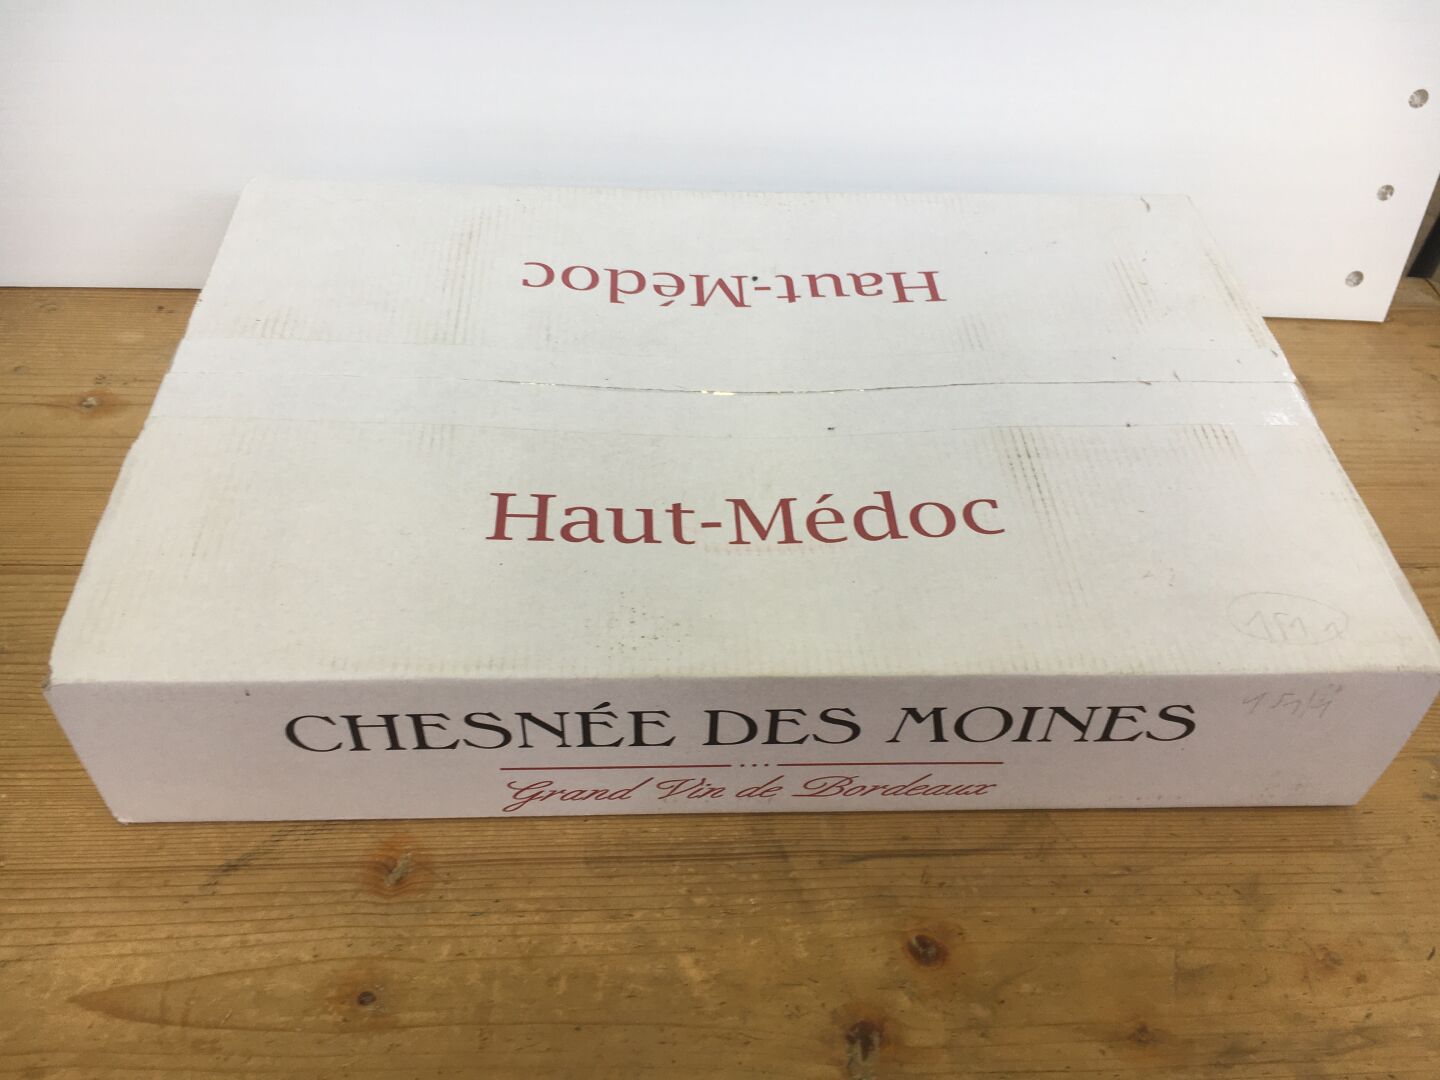 Haut-Médoc
Haut-Médoc
CHESNÉE DES MOINES
Grand Vin de Bordeaux